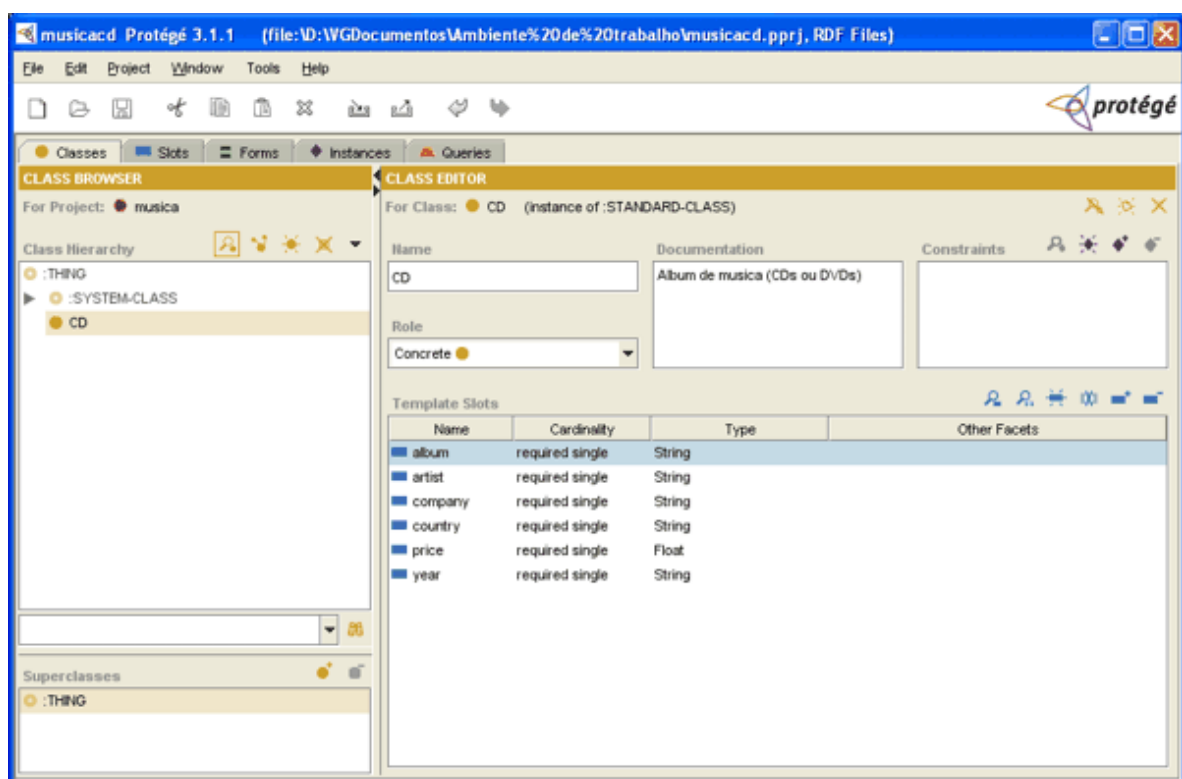 musicacd Protégé 3.1.1 (file:\D:\VGDocumentos\Ambiente%20de%20trabalho\musicacd.pprj, RDF Files)
File Edit Project Window Tools Help
protégé
Classes Slots Forms Instances Queries
CLASS BROWSER
For Project: musica
Class Hierarchy
:THING
:SYSTEM-CLASS
CD
Superclasses
:THING
CLASS EDITOR
For Class: CD (instance of :STANDARD-CLASS)
Name
CD
Role
Concrete
Documentation
Album de musica (CDs ou DVDs)
Constraints
Template Slots
Name Cardinality Type Other Facets
album required single String
artist required single String
company required single String
country required single String
price required single Float
year required single String